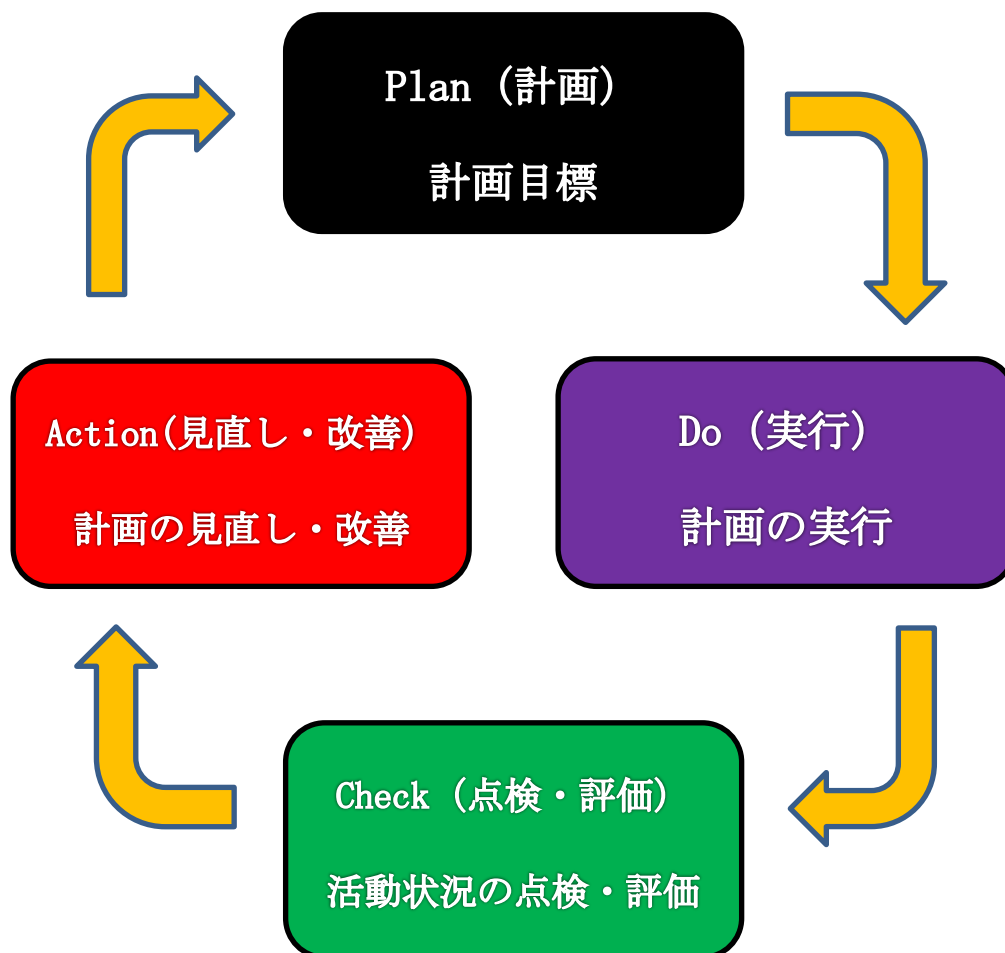 Plan (計画)
計画目標
Do (実行)
計画の実行
Check (点検・評価)
活動状況の点検・評価
Action(見直し・改善)
計画の見直し・改善